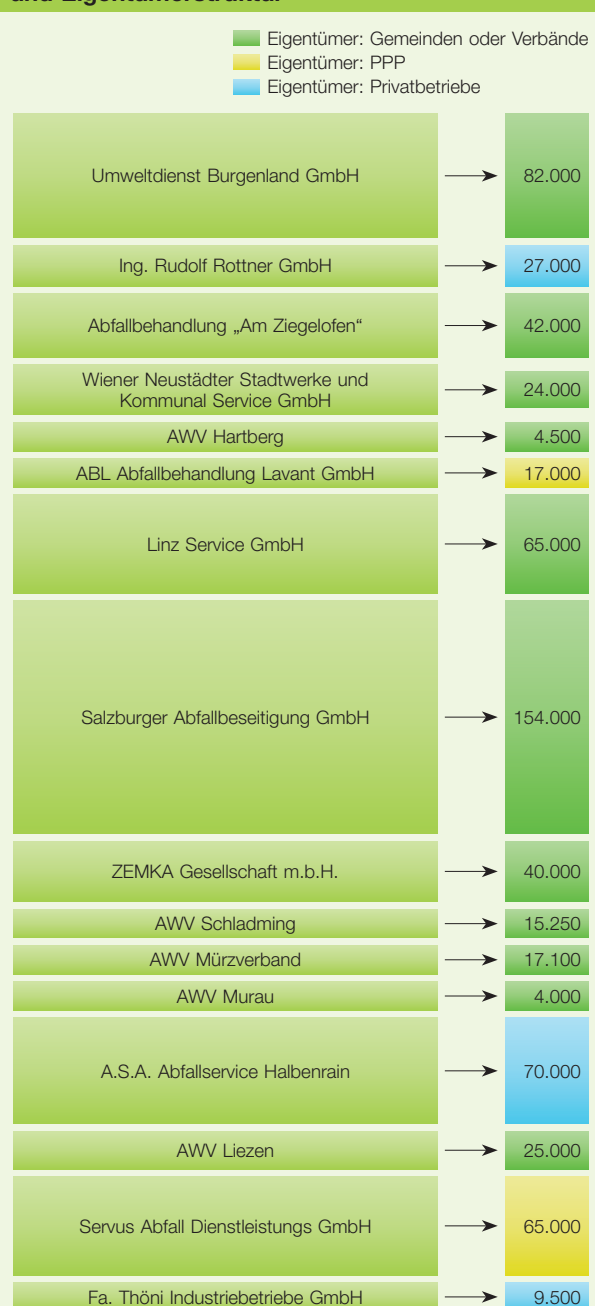 und Eigentümerstruktur
Eigentümer: Gemeinden oder Verbände
Eigentümer: PPP
Eigentümer: Privatbetriebe
Umweltdienst Burgenland GmbH 82.000
Ing. Rudolf Rottner GmbH 27.000
Abfallbehandlung „Am Ziegelofen“ 42.000
Wiener Neustädter Stadtwerke und
Kommunal Service GmbH 24.000
AWV Hartberg 4.500
ABL Abfallbehandlung Lavant GmbH 17.000
Linz Service GmbH 65.000
Salzburger Abfallbeseitigung GmbH 154.000
ZEMKA Gesellschaft m.b.H. 40.000
AWV Schladming 15.250
AWV Mürzverband 17.100
AWV Murau 4.000
A.S.A. Abfallservice Halbenrain 70.000
AWV Liezen 25.000
Servus Abfall Dienstleistungs GmbH 65.000
Fa. Thöni Industriebetriebe GmbH 9.500